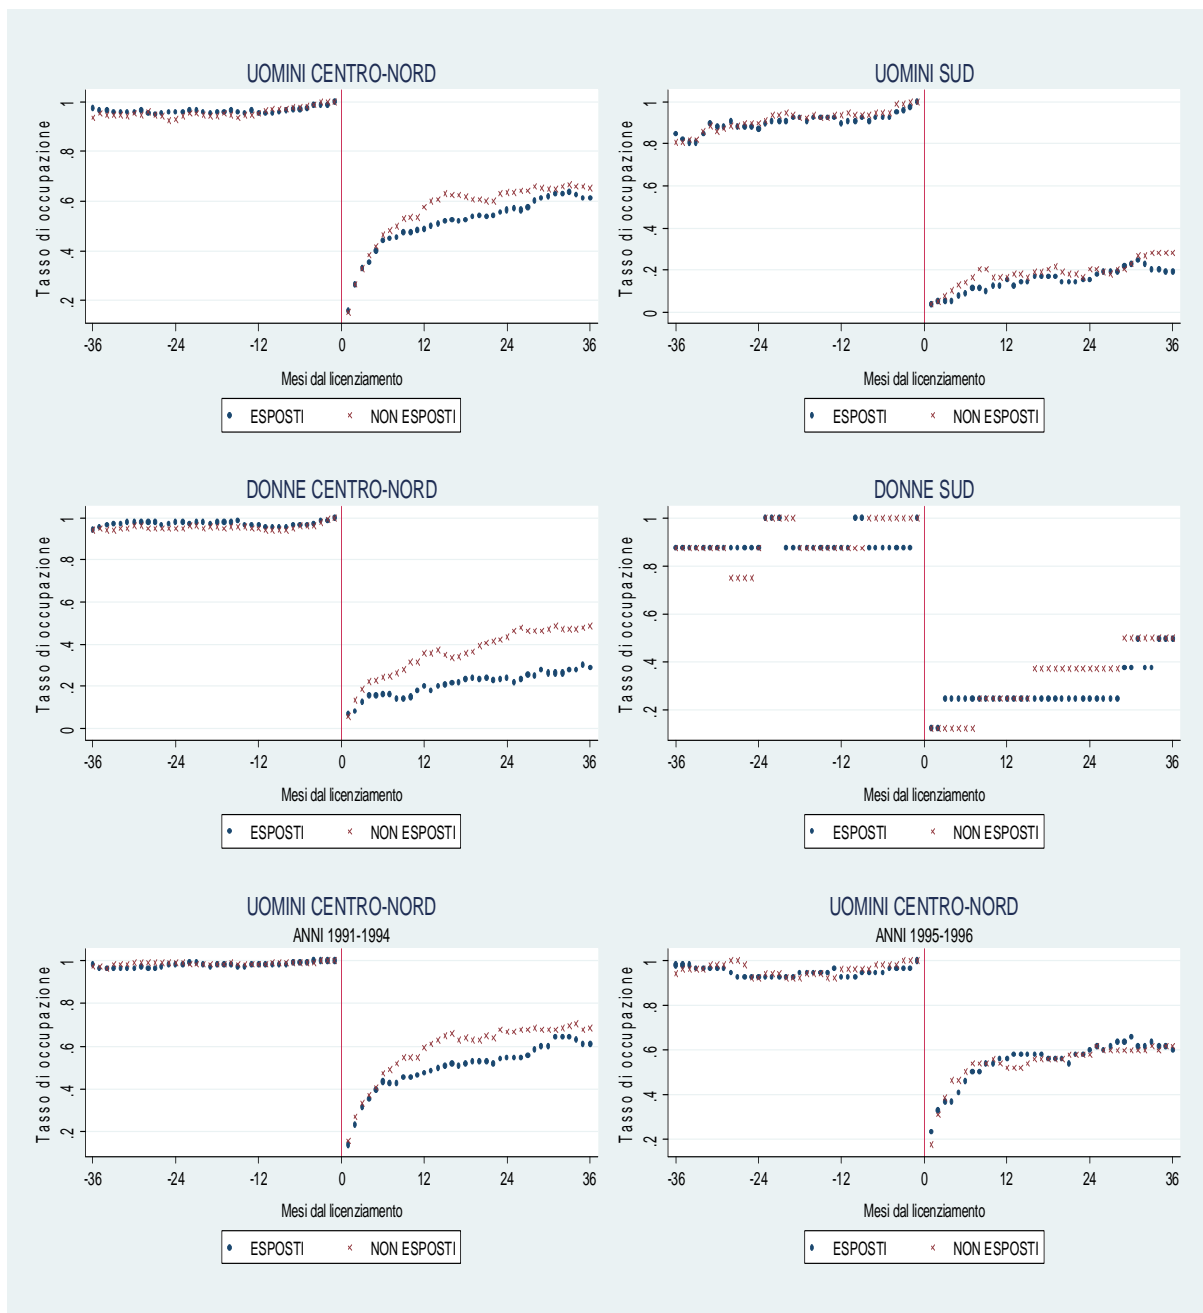 UOMINI CENTRO-NORD
Tasso di occupazione
1
.8
.6
.4
.2
-36 -24 -12 0 12 24 36
Mesi dal licenziamento
ESPOSTI NON ESPOSTI
UOMINI SUD
Tasso di occupazione
1
.8
.6
.4
.2
0
-36 -24 -12 0 12 24 36
Mesi dal licenziamento
ESPOSTI NON ESPOSTI
DONNE CENTRO-NORD
Tasso di occupazione
1
.8
.6
.4
.2
0
-36 -24 -12 0 12 24 36
Mesi dal licenziamento
ESPOSTI NON ESPOSTI
DONNE SUD
Tasso di occupazione
1
.8
.6
.4
.2
-36 -24 -12 0 12 24 36
Mesi dal licenziamento
ESPOSTI NON ESPOSTI
UOMINI CENTRO-NORD
ANNI 1991-1994
Tasso di occupazione
1
.8
.6
.4
.2
-36 -24 -12 0 12 24 36
Mesi dal licenziamento
ESPOSTI NON ESPOSTI
UOMINI CENTRO-NORD
ANNI 1995-1996
Tasso di occupazione
1
.8
.6
.4
.2
-36 -24 -12 0 12 24 36
Mesi dal licenziamento
ESPOSTI NON ESPOSTI